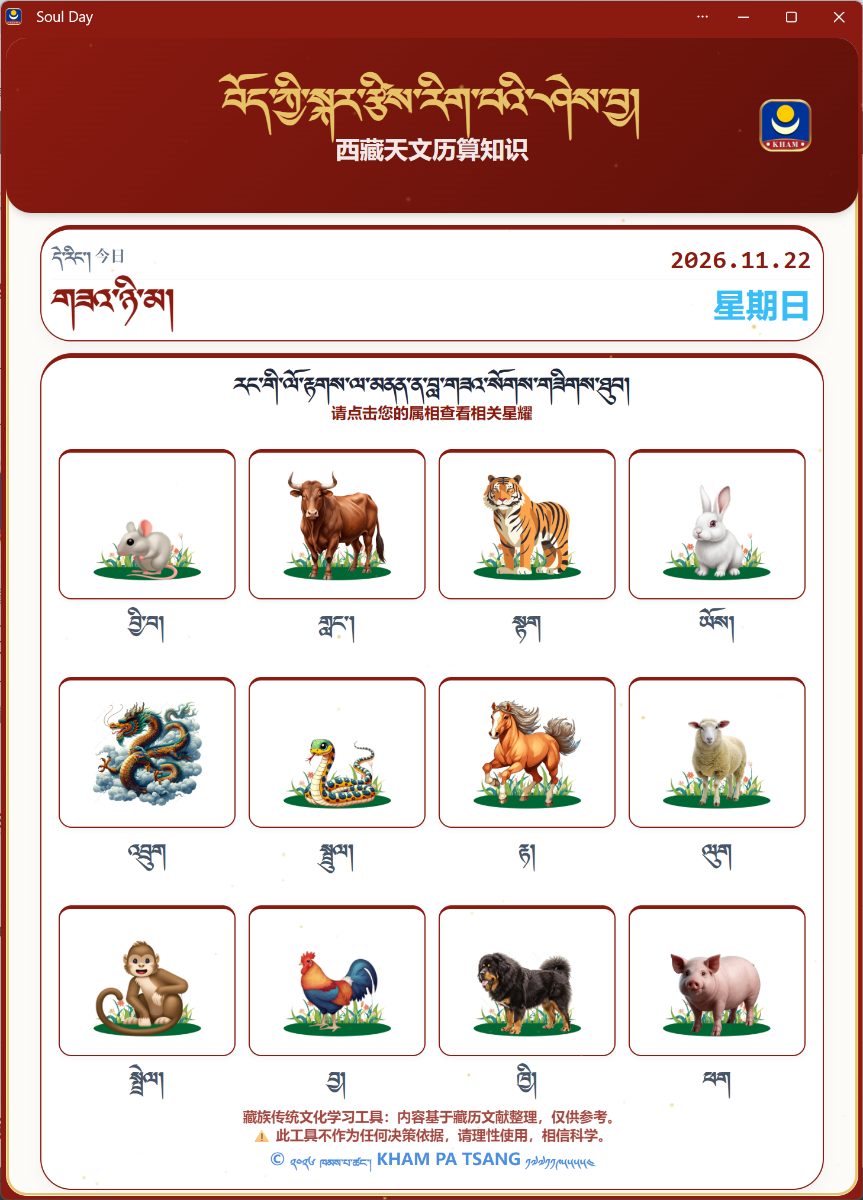 Soul Day
བོད་ཀྱི་སྐར་རྩིས་རིག་པའི་ཤེས་བྱ།
西藏天文历算知识
KHAM
དེ་རིང་། 今日
2026.11.22
གཟའ་ཉི་མ།
星期日
རང་གི་ལོ་རྟགས་ལ་མནན་ན་བླ་གཟའ་སོགས་གཟིགས་ཐུབ།
请点击您的属相查看相关星耀
བྱི་བ། གླང་། སྟག ཡོས།
འབྲུག སྦྲུལ། རྟ། ལུག
སྤྲེལ། བྱ། ཁྱི། ཕག
藏族传统文化学习工具：内容基于藏历文献整理，仅供参考。
⚠️ 此工具不作为任何决策依据，请理性使用，相信科学。
© ༢༠༢༦ ཁམས་པ་ཚང་། KHAM PA TSANG